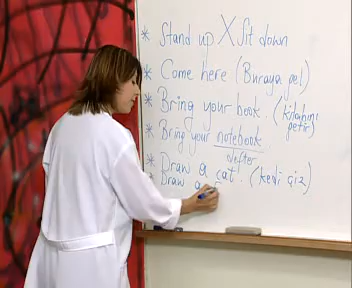 * Stand up X Sit down
* Come here (Buraya gel)
* Bring your book. (Kitabını
getir)
* Bring your notebook
defter
* Draw a cat. (kedi çiz)
Draw a